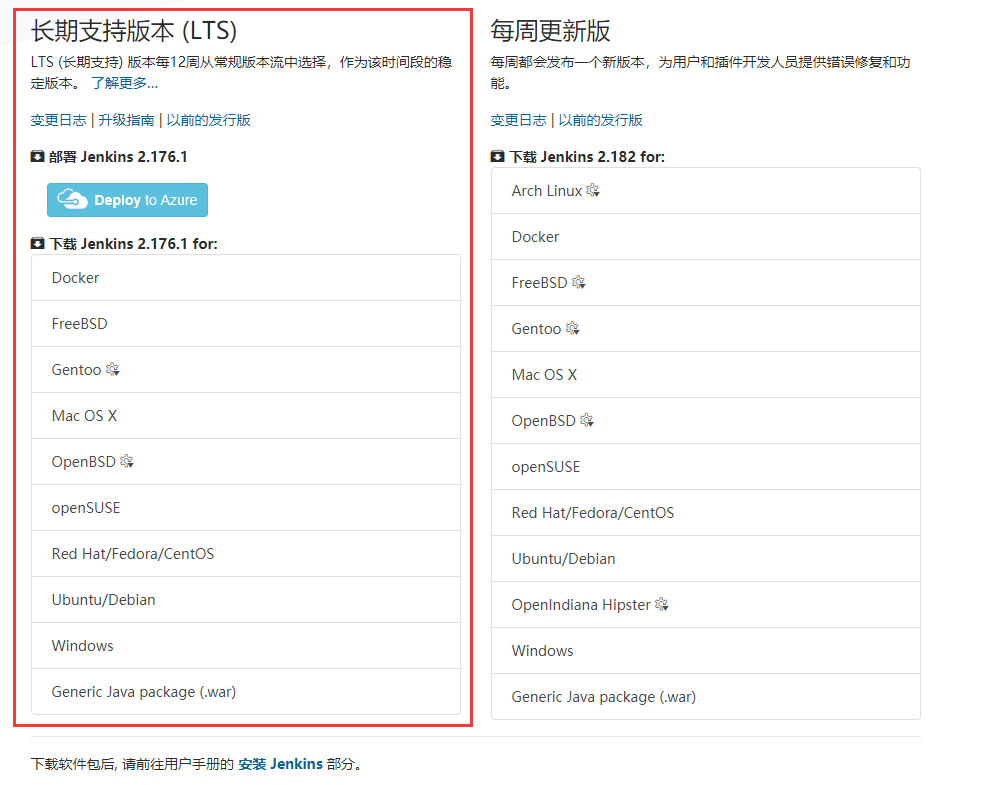 长期支持版本 (LTS)
LTS (长期支持) 版本每12周从常规版本流中选择，作为该时间段的稳
定版本。 了解更多...
变更日志 | 升级指南 | 以前的发行版
部署 Jenkins 2.176.1
Deploy to Azure
下载 Jenkins 2.176.1 for:
Docker
FreeBSD
Gentoo
Mac OS X
OpenBSD
openSUSE
Red Hat/Fedora/CentOS
Ubuntu/Debian
Windows
Generic Java package (.war)
每周更新版
每周都会发布一个新版本，为用户和插件开发人员提供错误修复和功
能。
变更日志 | 以前的发行版
下载 Jenkins 2.182 for:
Arch Linux
Docker
FreeBSD
Gentoo
Mac OS X
OpenBSD
openSUSE
Red Hat/Fedora/CentOS
Ubuntu/Debian
OpenIndiana Hipster
Windows
Generic Java package (.war)
下载软件包后, 请前往用户手册的 安装 Jenkins 部分。